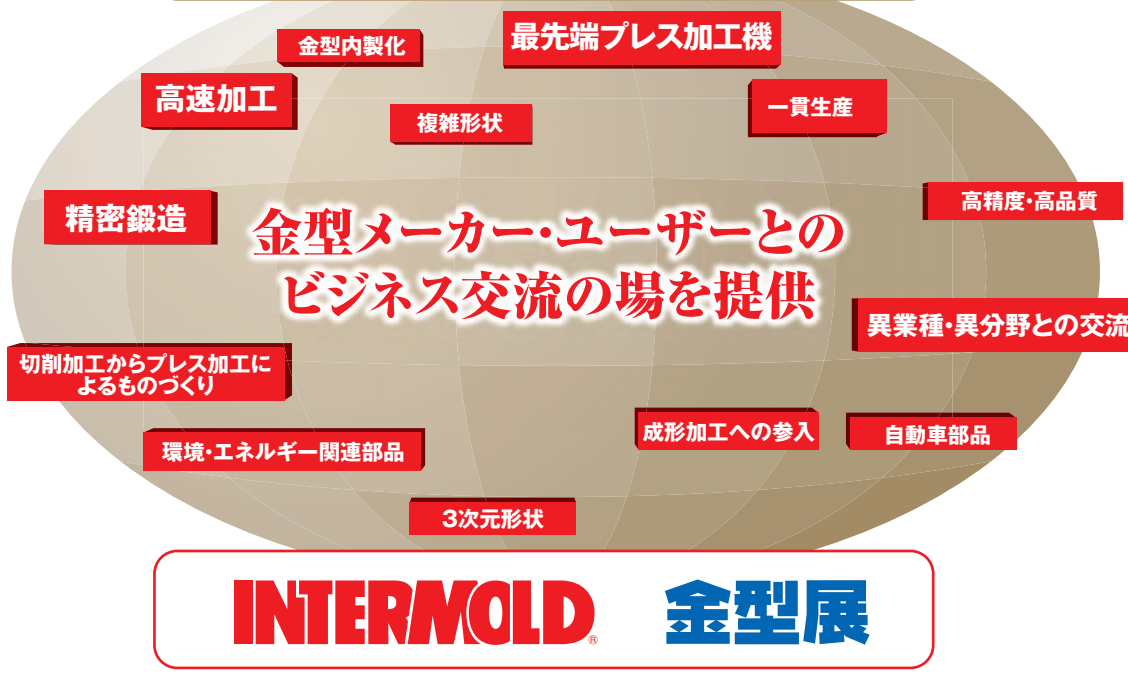 最先端プレス加工機
金型内製化
高速加工
複雑形状
一貫生産
精密鍛造
高精度・高品質
金型メーカー・ユーザーとの
ビジネス交流の場を提供
異業種・異分野との交流
切削加工からプレス加工に
よるものづくり
成形加工への参入
自動車部品
環境・エネルギー関連部品
3次元形状
INTERMOLD® 金型展